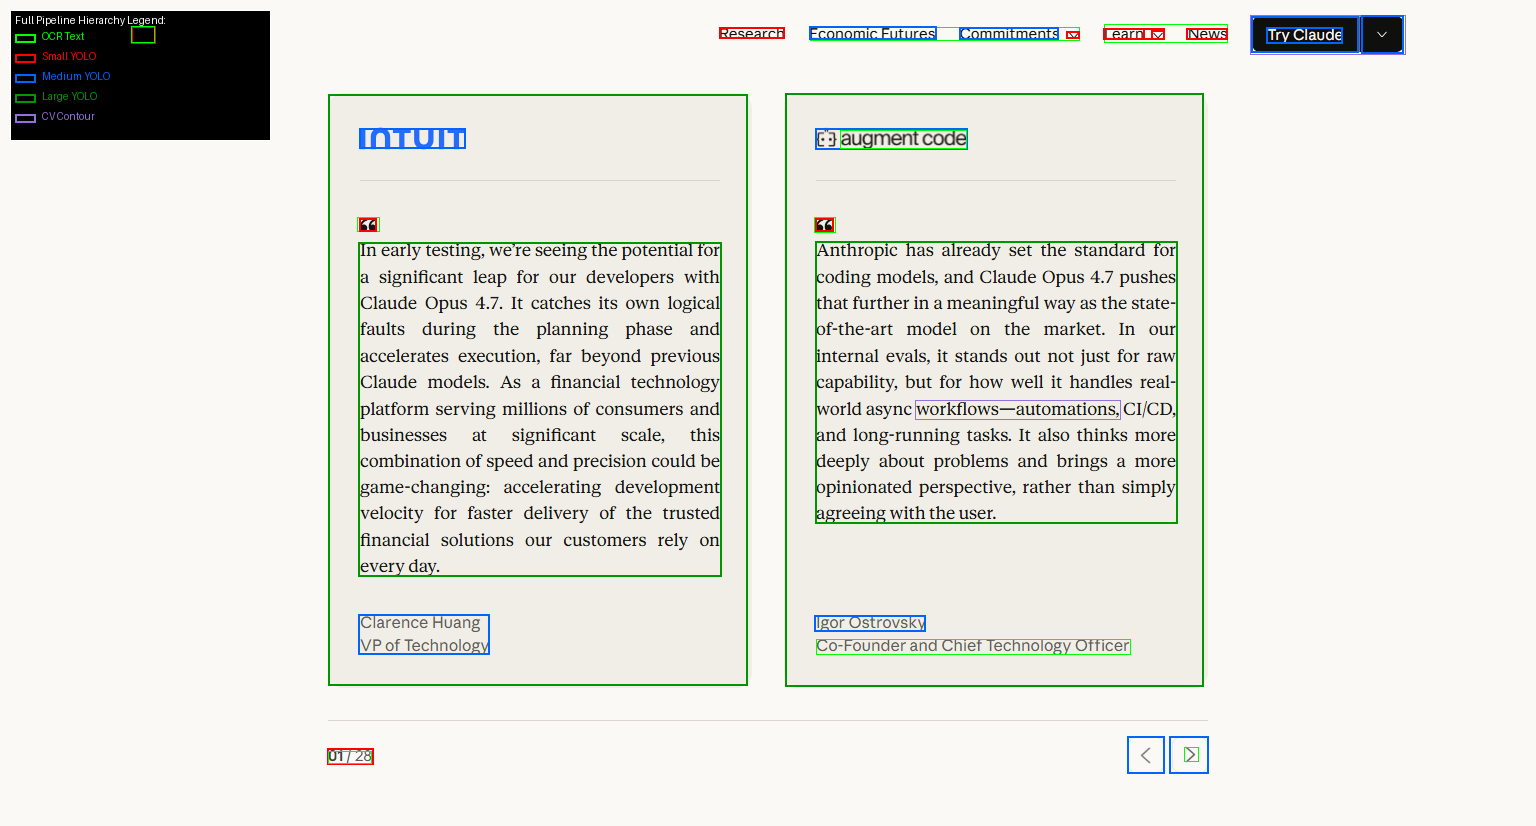 Full Pipeline Hierarchy Legend:
OCR Text
Small YOLO
Medium YOLO
Large YOLO
CV Contour
Research
Economic Futures
Commitments
Learn
News
Try Claude
INTUIT
augment code
❝
In early testing, we’re seeing the potential for
a significant leap for our developers with
Claude Opus 4.7. It catches its own logical
faults during the planning phase and
accelerates execution, far beyond previous
Claude models. As a financial technology
platform serving millions of consumers and
businesses at significant scale, this
combination of speed and precision could be
game-changing: accelerating development
velocity for faster delivery of the trusted
financial solutions our customers rely on
every day.
Clarence Huang
VP of Technology
❝
Anthropic has already set the standard for
coding models, and Claude Opus 4.7 pushes
that further in a meaningful way as the state-
of-the-art model on the market. In our
internal evals, it stands out not just for raw
capability, but for how well it handles real-
world async workflows—automations, CI/CD,
and long-running tasks. It also thinks more
deeply about problems and brings a more
opinionated perspective, rather than simply
agreeing with the user.
Igor Ostrovsky
Co-Founder and Chief Technology Officer
01 / 28